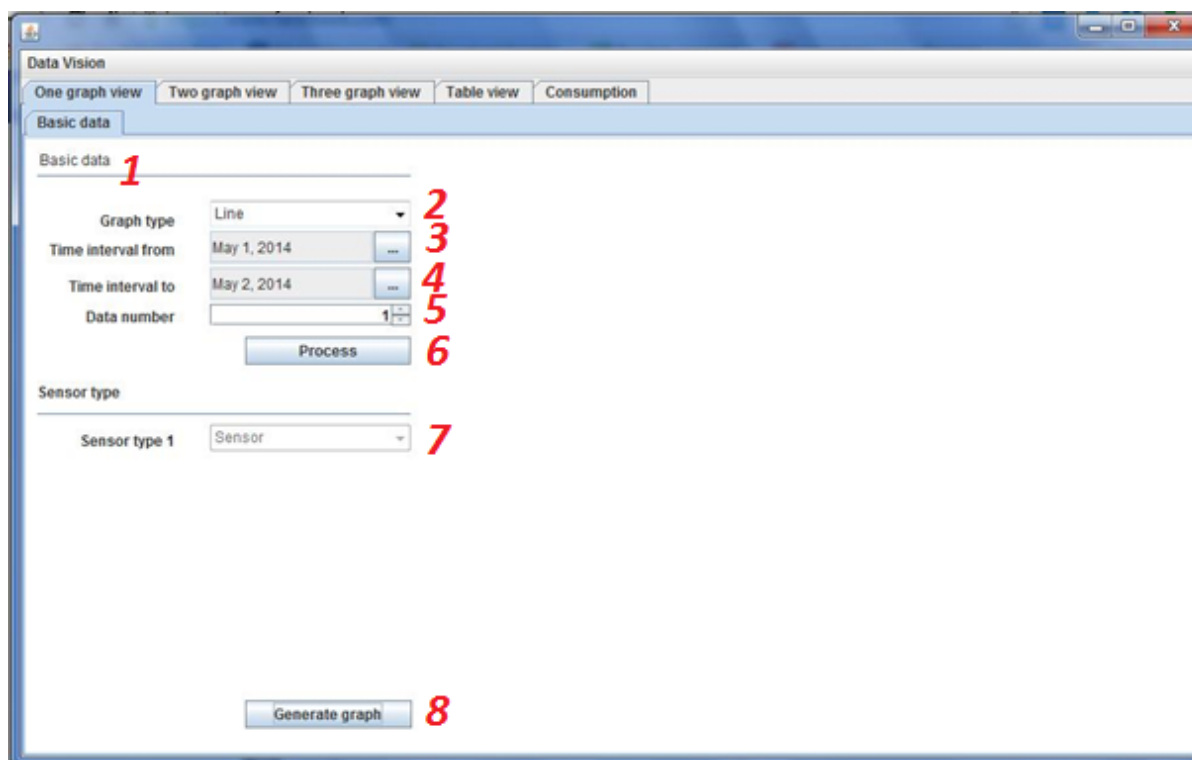 Data Vision
One graph view Two graph view Three graph view Table view Consumption
Basic data
Basic data 1
Graph type Line 2
Time interval from May 1, 2014 ... 3
Time interval to May 2, 2014 ... 4
Data number 1 5
Process 6
Sensor type
Sensor type 1 Sensor 7
Generate graph 8